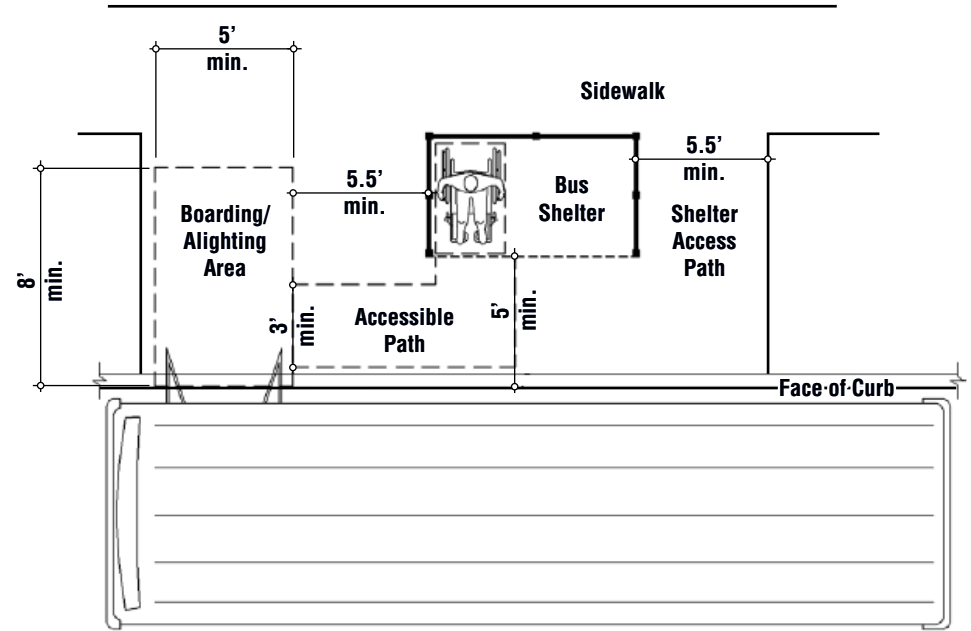 5’
min.
Sidewalk
5.5’
min.
5.5’
min.
Boarding/
Alighting
Area
Bus
Shelter
Shelter
Access
Path
8’
min.
3’
min.
Accessible
Path
5’
min.
Face-of-Curb